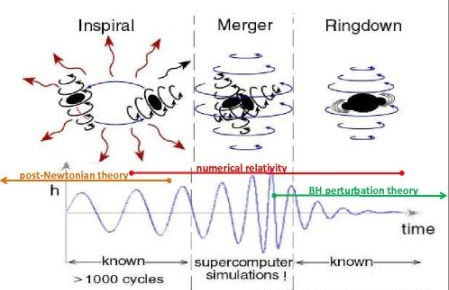 Inspiral
Merger
Ringdown
numerical relativity
post-Newtonian theory
BH perturbation theory
h
time
known
supercomputer
simulations !
known
>1000 cycles